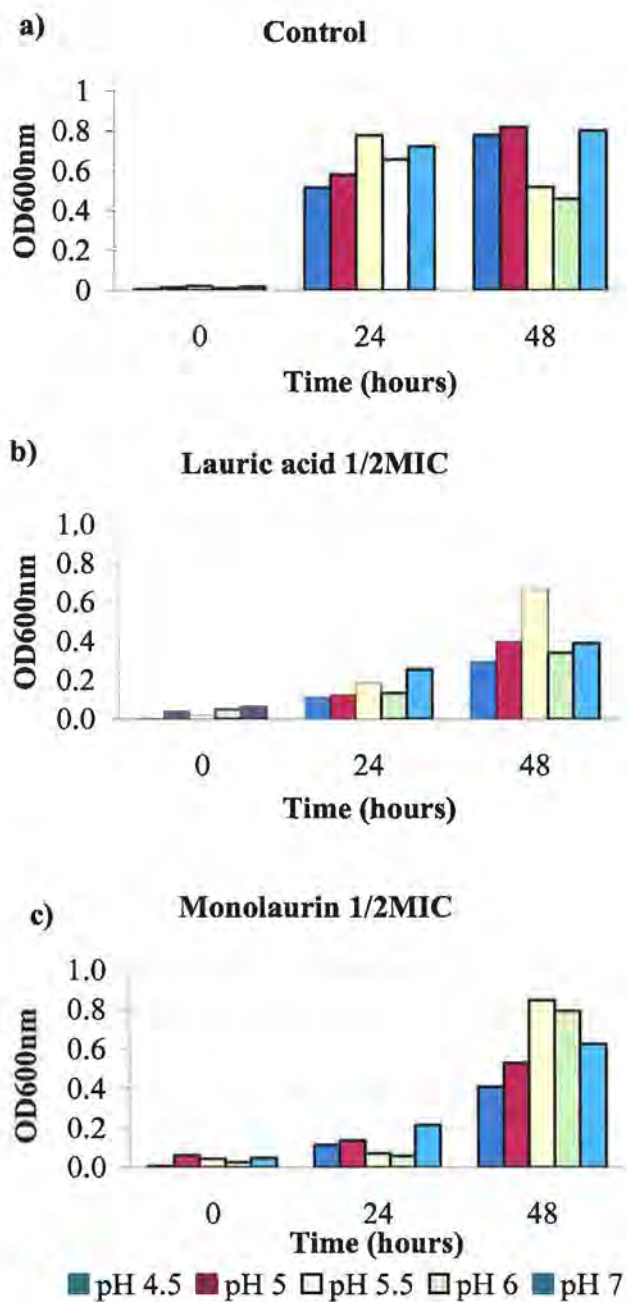 a)
Control
1
0.8
0.6
0.4
0.2
0
OD600nm
0 24 48
Time (hours)
b)
Lauric acid 1/2MIC
1.0
0.8
0.6
0.4
0.2
0.0
OD600nm
0 24 48
Time (hours)
c)
Monolaurin 1/2MIC
1.0
0.8
0.6
0.4
0.2
0.0
OD600nm
0 24 48
Time (hours)
pH 4.5 pH 5 pH 5.5 pH 6 pH 7